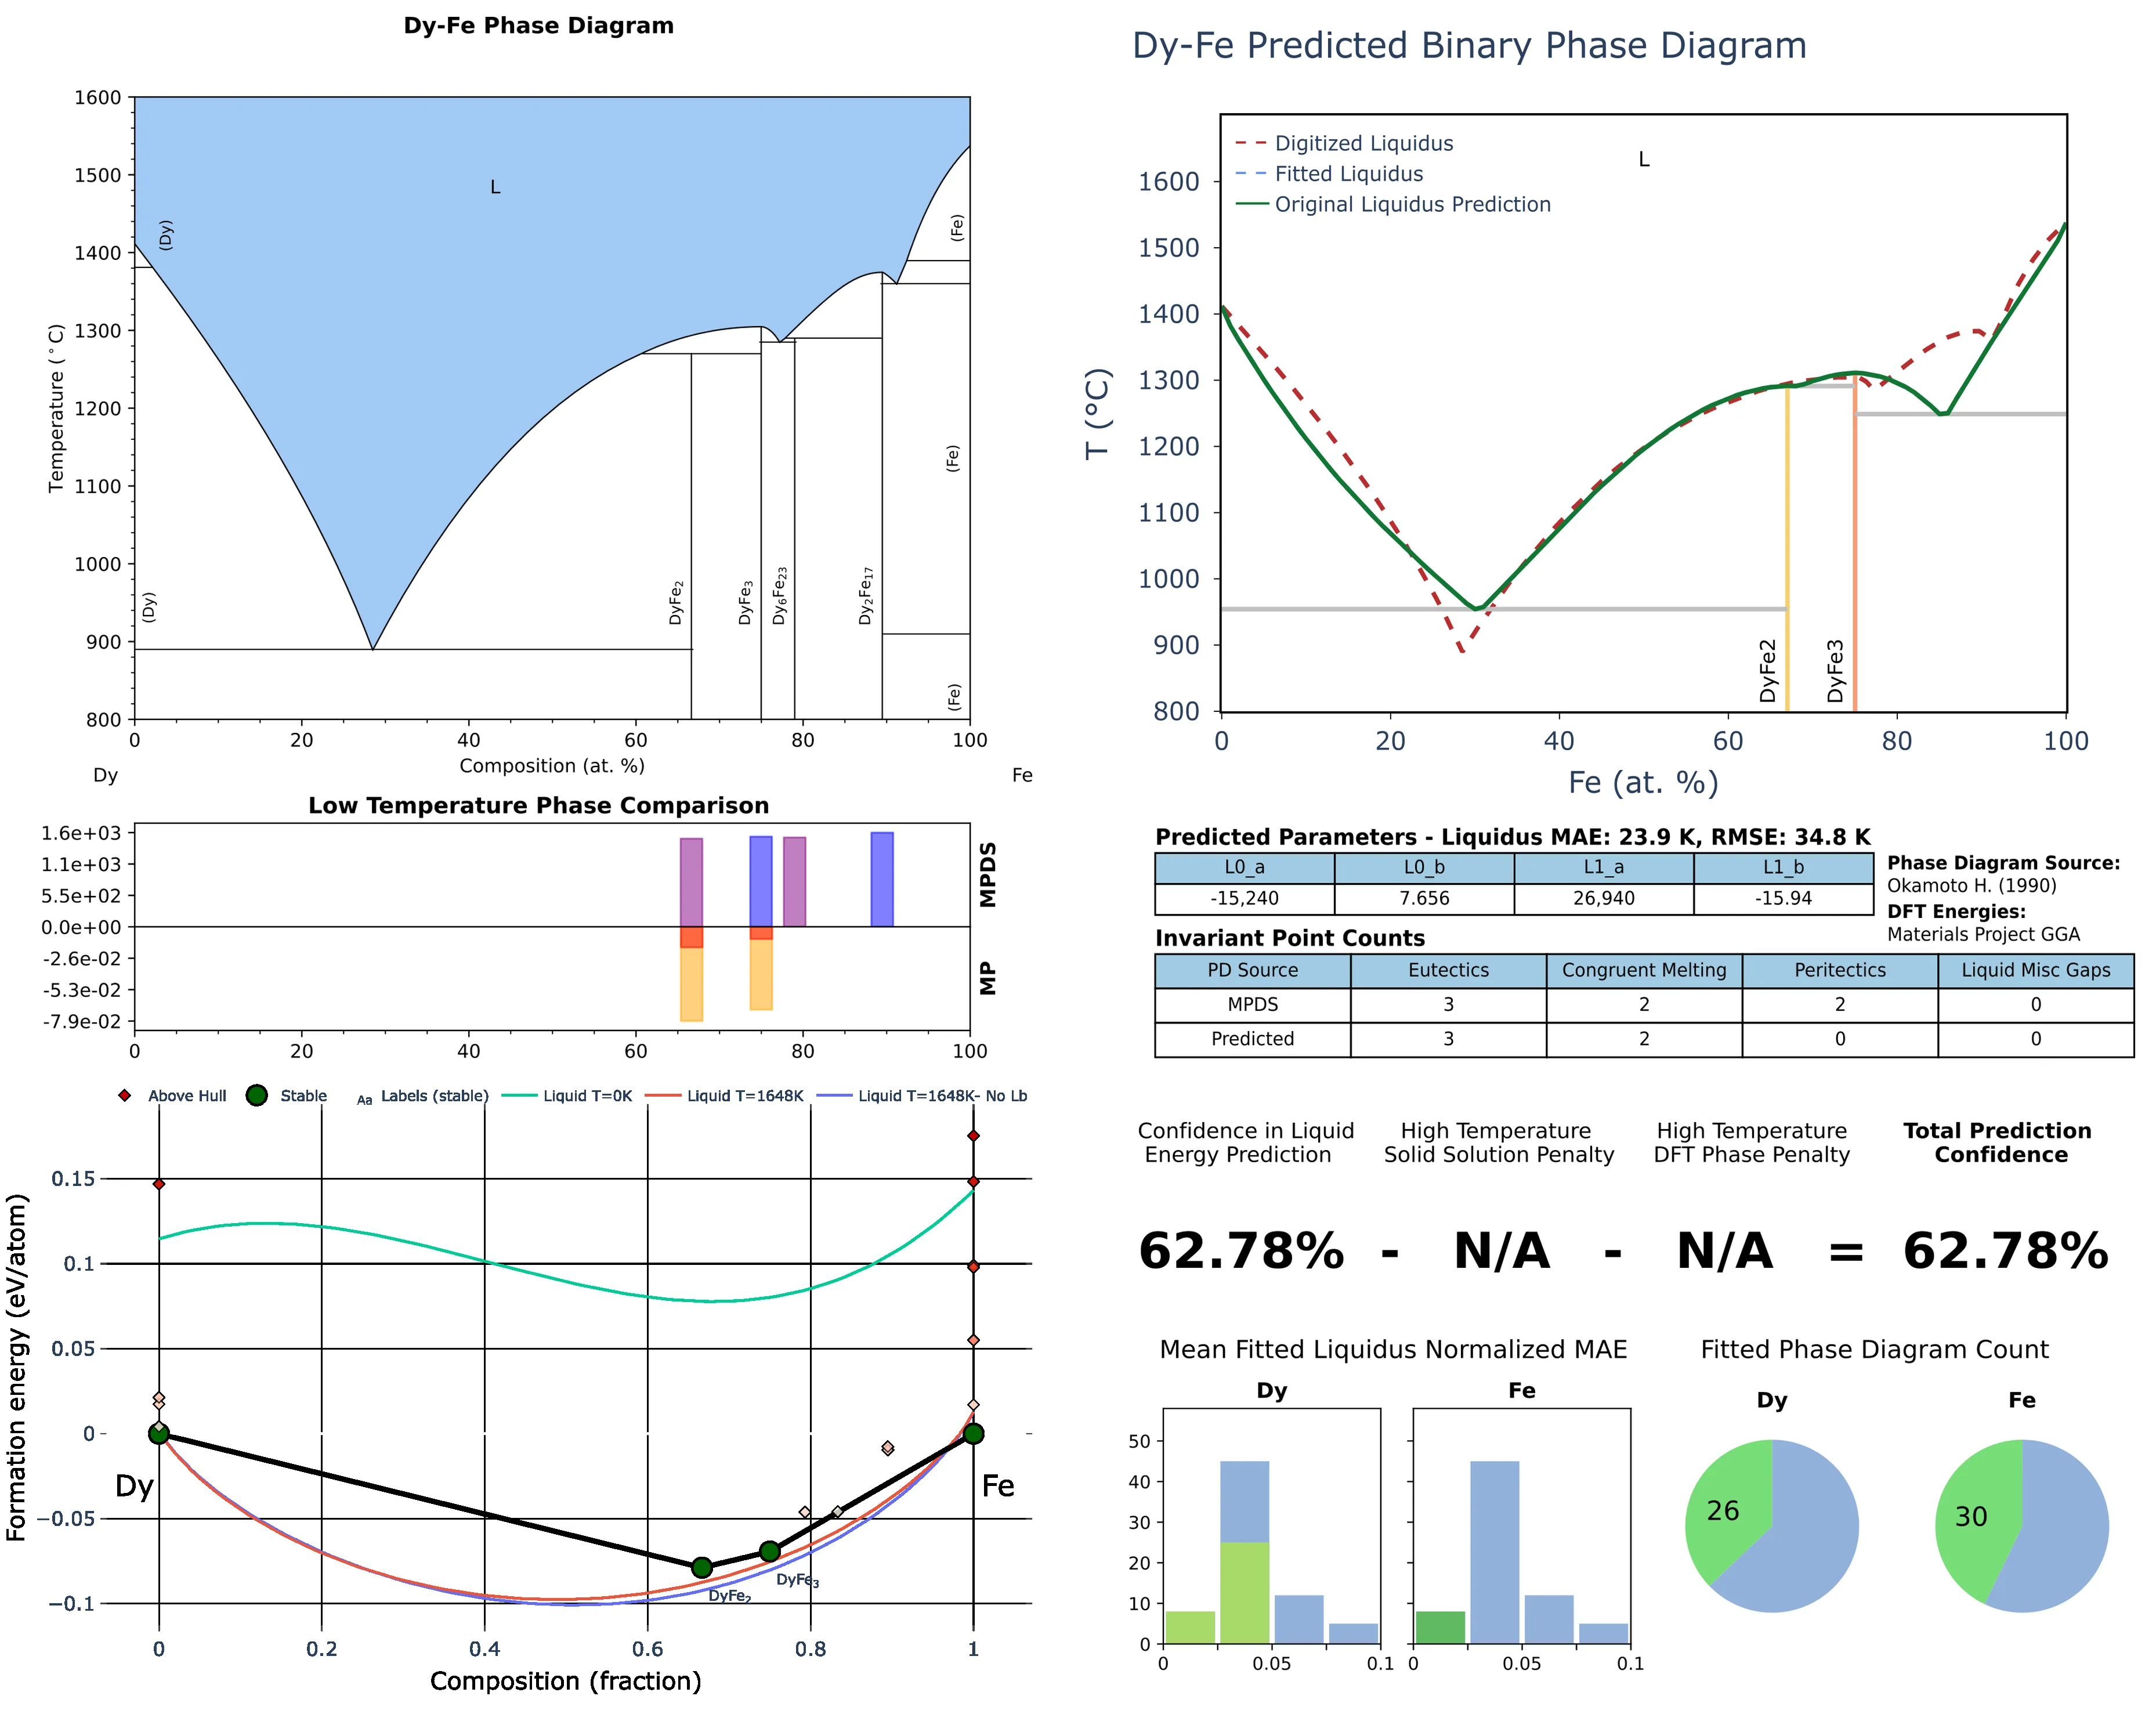 Dy-Fe Phase Diagram
1600
1500
1400
1300
1200
1100
1000
900
800
Temperature (°C)
L
(Dy)
(Dy)
(Fe)
(Fe)
(Fe)
DyFe₂
DyFe₃
Dy₆Fe₂₃
Dy₂Fe₁₇
0 20 40 60 80 100
Composition (at. %)
Dy Fe
Low Temperature Phase Comparison
1.6e+03
1.1e+03
5.5e+02
0.0e+00
-2.6e-02
-5.3e-02
-7.9e-02
MPDS
MP
0 20 40 60 80 100
Above Hull Stable Aa Labels (stable) Liquid T=0K Liquid T=1648K Liquid T=1648K- No Lb
Formation energy (eV/atom)
0.15
0.1
0.05
0
−0.05
−0.1
Dy
Fe
DyFe₂
DyFe₃
0 0.2 0.4 0.6 0.8 1
Composition (fraction)
Dy-Fe Predicted Binary Phase Diagram
Digitized Liquidus
Fitted Liquidus
Original Liquidus Prediction
L
1600
1500
1400
1300
1200
1100
1000
900
800
T (°C)
DyFe2
DyFe3
0 20 40 60 80 100
Fe (at. %)
Predicted Parameters - Liquidus MAE: 23.9 K, RMSE: 34.8 K
L0_a L0_b L1_a L1_b
-15,240 7.656 26,940 -15.94
Phase Diagram Source:
Okamoto H. (1990)
DFT Energies:
Materials Project GGA
Invariant Point Counts
PD Source Eutectics Congruent Melting Peritectics Liquid Misc Gaps
MPDS 3 2 2 0
Predicted 3 2 0 0
Confidence in Liquid
Energy Prediction
High Temperature
Solid Solution Penalty
High Temperature
DFT Phase Penalty
Total Prediction
Confidence
62.78% - N/A - N/A = 62.78%
Mean Fitted Liquidus Normalized MAE
Dy
Fe
50
40
30
20
10
0
0 0.05 0.1
0 0.05 0.1
Fitted Phase Diagram Count
Dy
Fe
26
30